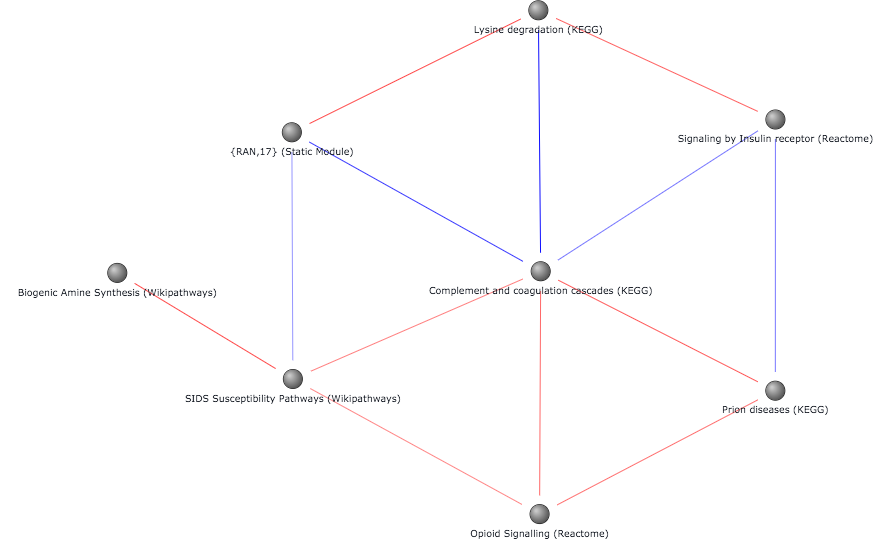 Lysine degradation (KEGG)
Signaling by Insulin receptor (Reactome)
{RAN,17} (Static Module)
Complement and coagulation cascades (KEGG)
Biogenic Amine Synthesis (Wikipathways)
SIDS Susceptibility Pathways (Wikipathways)
Prion diseases (KEGG)
Opioid Signalling (Reactome)